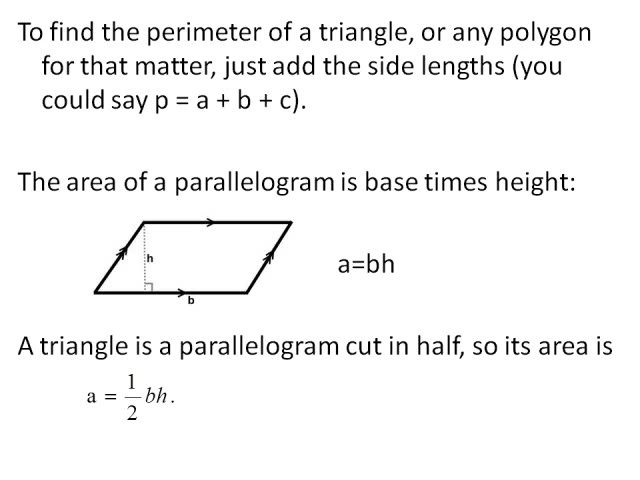 To find the perimeter of a triangle, or any polygon
for that matter, just add the side lengths (you
could say p = a + b + c).
The area of a parallelogram is base times height:
h
a=bh
b
A triangle is a parallelogram cut in half, so its area is
a = 1/2 bh.